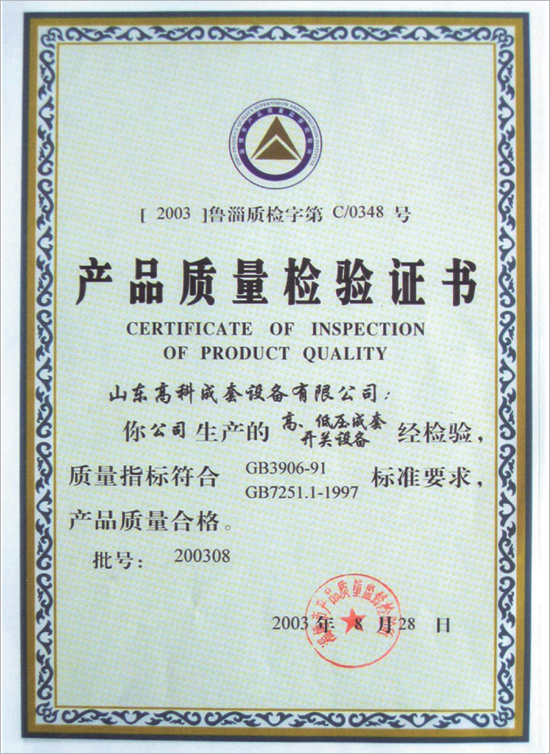 [ 2003 ]鲁淄质检字第 C/0348 号
产品质量检验证书
CERTIFICATE OF INSPECTION
OF PRODUCT QUALITY
山东高科成套设备有限公司：
你公司生产的 高、低压成套开关设备 经检验，
质量指标符合 GB3906-91 GB7251.1-1997 标准要求，
产品质量合格。
批号： 200308
2003 年 8 月 28 日